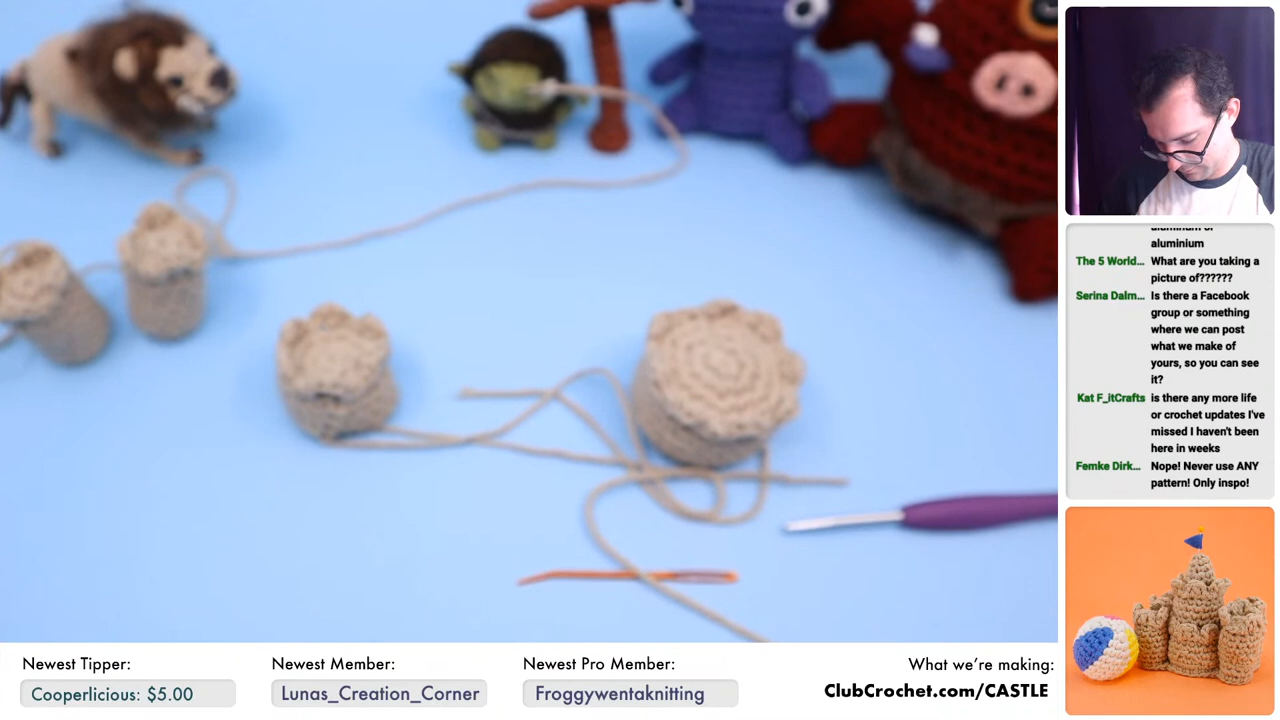 aluminium
The 5 World... What are you taking a
picture of??????
Serina Dalm... Is there a Facebook
group or something
where we can post
what we make of
yours, so you can see
it?
Kat F_itCrafts is there any more life
or crochet updates I've
missed I haven't been
here in weeks
Femke Dirk... Nope! Never use ANY
pattern! Only inspo!
Newest Tipper:
Cooperlicious: $5.00
Newest Member:
Lunas_Creation_Corner
Newest Pro Member:
Froggywentaknitting
What we're making:
ClubCrochet.com/CASTLE